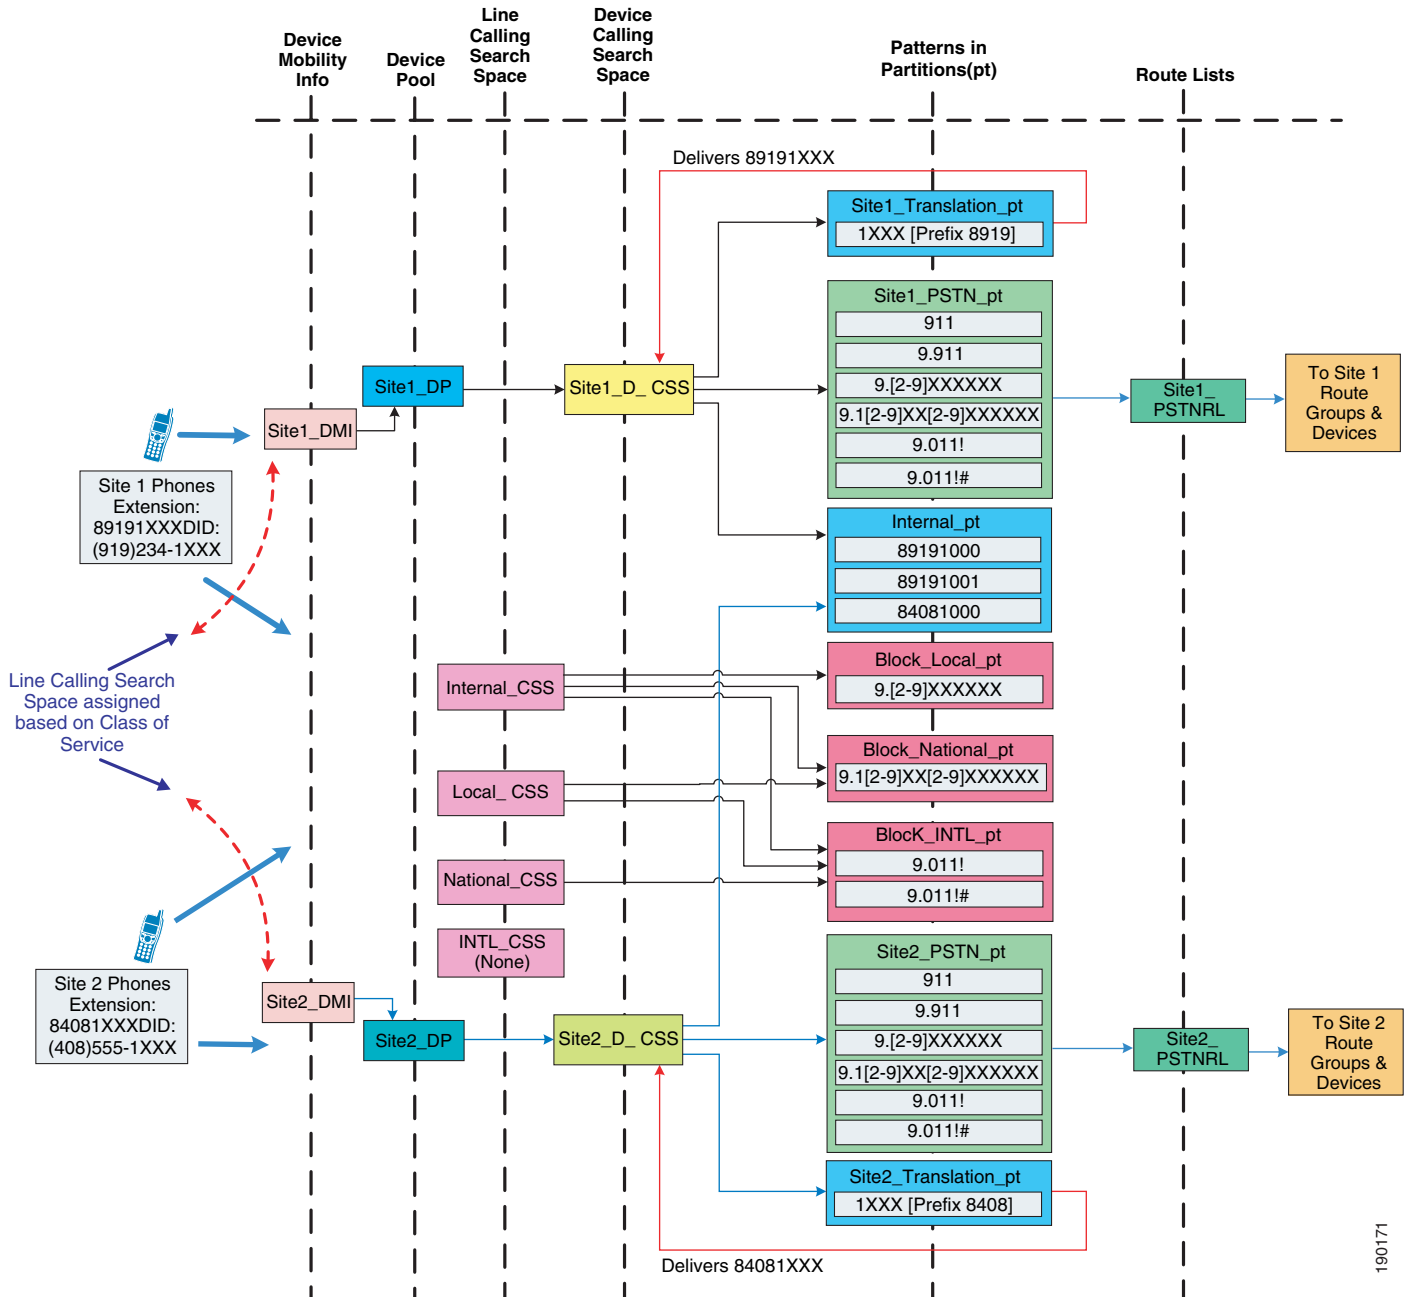 Device
Mobility
Info
Device
Pool
Line
Calling
Search
Space
Device
Calling
Search
Space
Patterns in
Partitions(pt)
Route Lists
Delivers 89191XXX
Site1_Translation_pt
1XXX [Prefix 8919]
Site1_PSTN_pt
911
9.911
9.[2-9]XXXXXX
9.1[2-9]XX[2-9]XXXXXX
9.011!
9.011!#
Site1_DMI
Site1_DP
Site1_D_ CSS
Site1_
PSTNRL
To Site 1
Route
Groups &
Devices
Site 1 Phones
Extension:
89191XXXDID:
(919)234-1XXX
Internal_pt
89191000
89191001
84081000
Line Calling Search
Space assigned
based on Class of
Service
Internal_CSS
Block_Local_pt
9.[2-9]XXXXXX
Block_National_pt
9.1[2-9]XX[2-9]XXXXXX
Local_ CSS
BlocK_INTL_pt
9.011!
9.011!#
National_CSS
INTL_CSS
(None)
Site 2 Phones
Extension:
84081XXXDID:
(408)555-1XXX
Site2_DMI
Site2_DP
Site2_D_ CSS
Site2_PSTN_pt
911
9.911
9.[2-9]XXXXXX
9.1[2-9]XX[2-9]XXXXXX
9.011!
9.011!#
Site2_
PSTNRL
To Site 2
Route
Groups &
Devices
Site2_Translation_pt
1XXX [Prefix 8408]
Delivers 84081XXX
190171